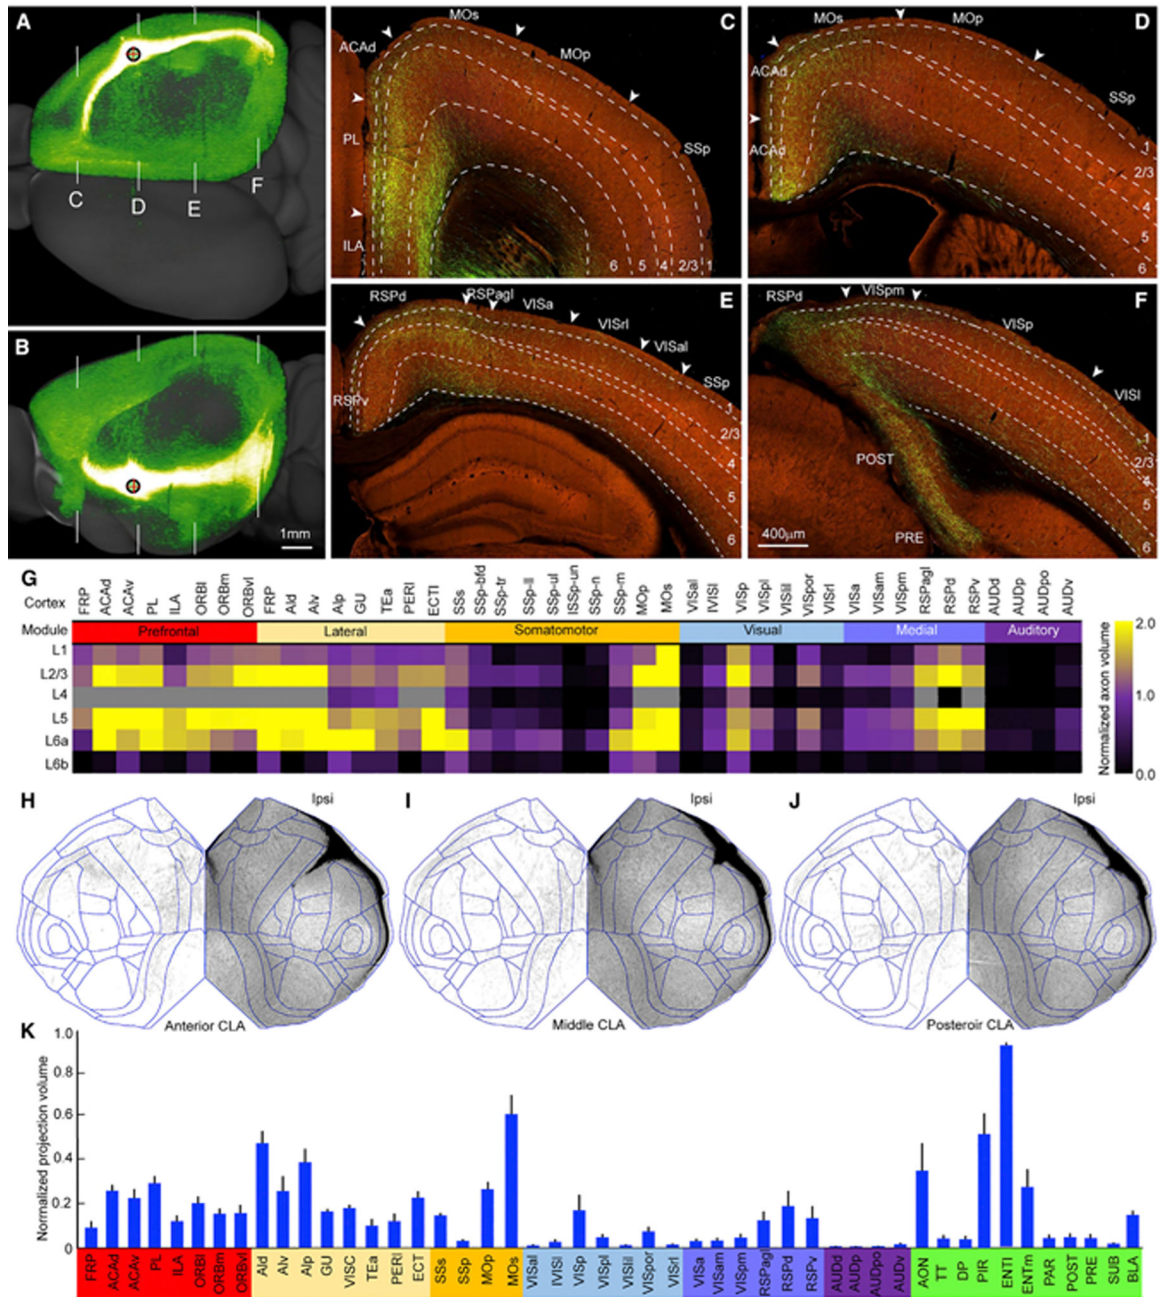 A
C
D
E
F
B
1mm
C
MOs
ACAd
MOp
PL
SSp
ILA
6 5 4 2/3 1
D
MOs
MOp
ACAd
SSp
ACAd
1
2/3
4
5
6
E
RSPd
RSPagl
VISa
VISrl
VISal
SSp
RSPv
1
2/3
4
5
6
F
RSPd
VISpm
VISp
VISl
POST
PRE
400µm
1
2/3
4
5
6
G
Cortex
FRP ACAd ACAv PL ILA ORBl ORBm ORBvl FRP Ald Alv Alp GU TEa PERI ECTl SSs SSp-bfd SSp-tr SSp-ll SSp-ul SSp-un SSp-n SSp-m MOp MOs VISal VISl VISp VISpl VISli VISpor VISrl VISa VISam VISpm RSPagl RSPd RSPv AUDd AUDp AUDpo AUDv
Module Prefrontal Lateral Somatomotor Visual Medial Auditory
L1
L2/3
L4
L5
L6a
L6b
Normalized axon volume
2.0
1.0
0.0
H
Ipsi
Anterior CLA
I
Ipsi
Middle CLA
J
Ipsi
Posteroir CLA
K
Normalized projection volume
1.0
0.8
0.6
0.4
0.2
0
FRP ACAd ACAv PL ILA ORBl ORBm ORBvl Ald Alv Alp GU VISC TEa PERI ECT SSs SSp MOp MOs VISal VISl VISp VISpl VISli VISpor VISrl VISa VISam VISpm RSPagl RSPd RSPv AUDd AUDp AUDpo AUDv AON TT DP PIR ENTl ENTm PAR POST PRE SUB BLA